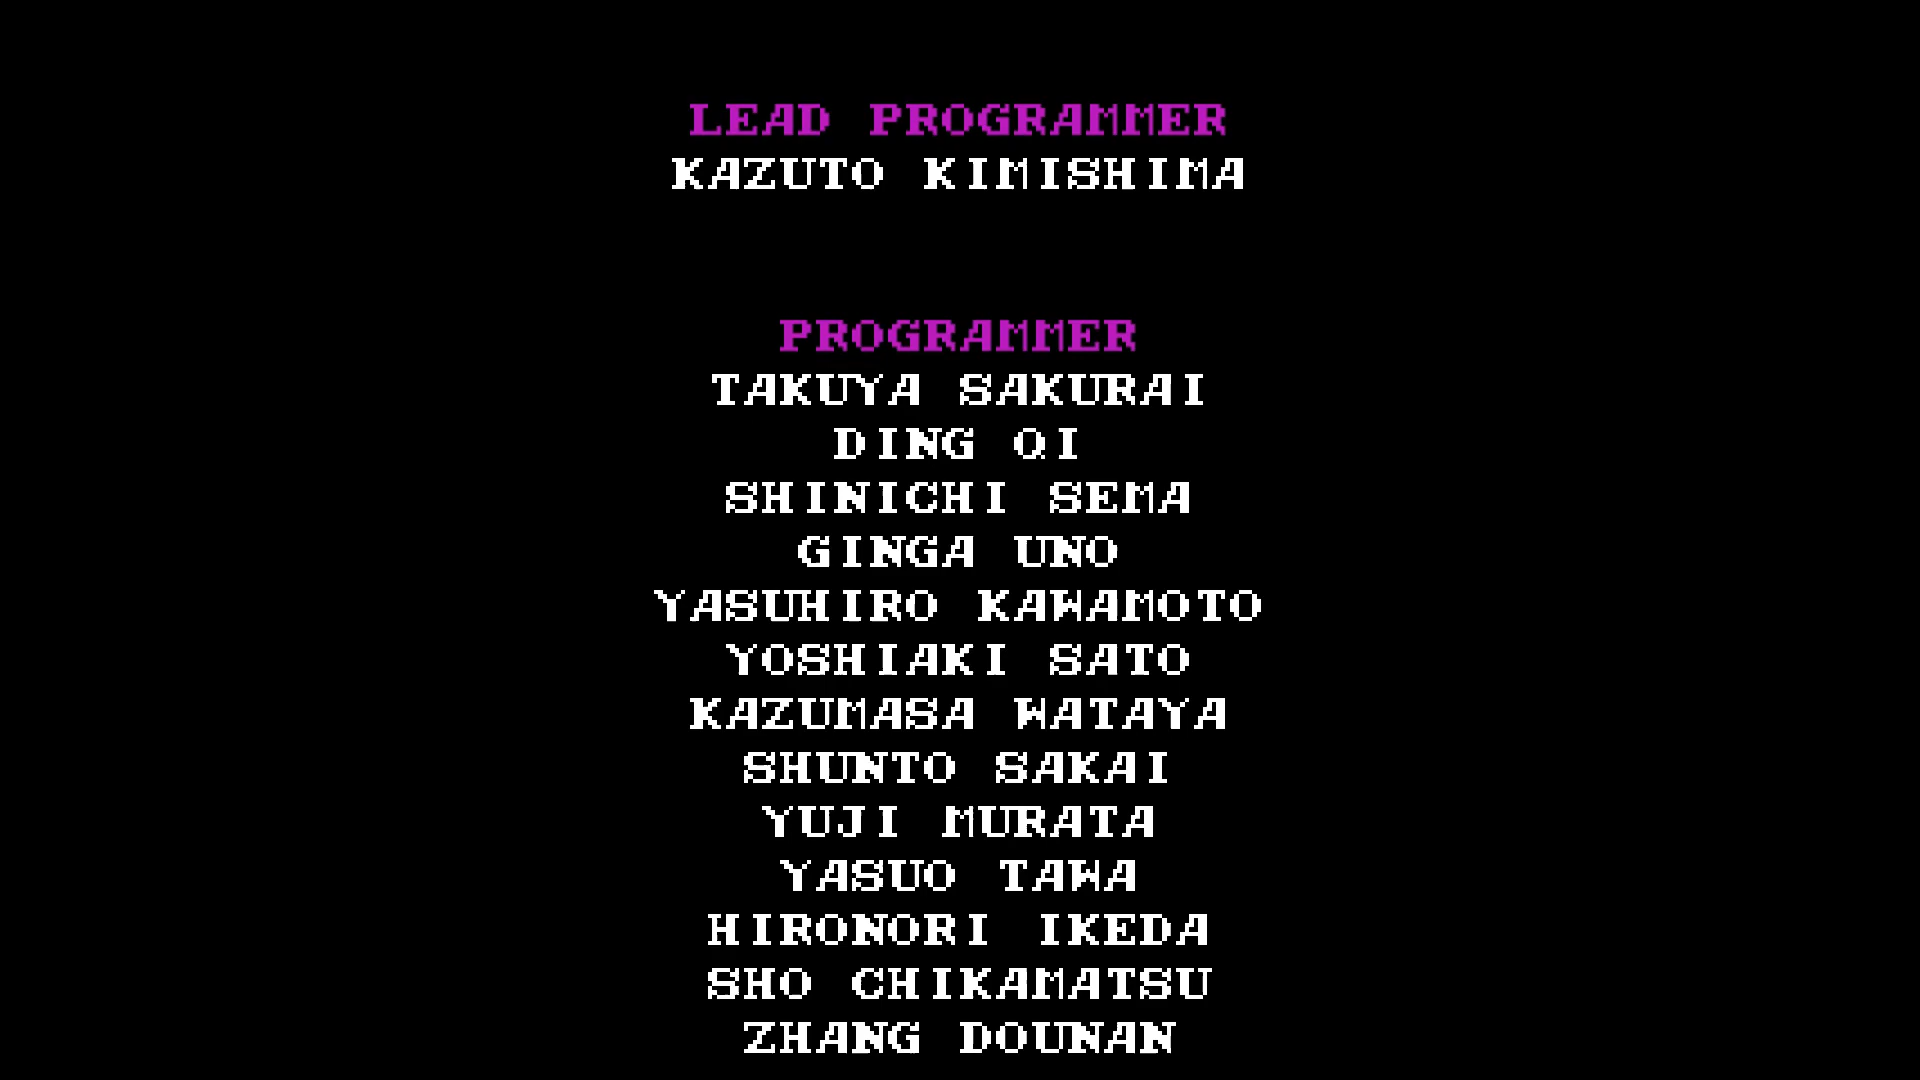 LEAD PROGRAMMER
KAZUTO KIMISHIMA
PROGRAMMER
TAKUYA SAKURAI
DING QI
SHINICHI SEMA
GINGA UNO
YASUHIRO KAWAMOTO
YOSHIAKI SATO
KAZUMASA WATAYA
SHUNTO SAKAI
YUJI MURATA
YASUO TAWA
HIRONORI IKEDA
SHO CHIKAMATSU
ZHANG DOUNAN